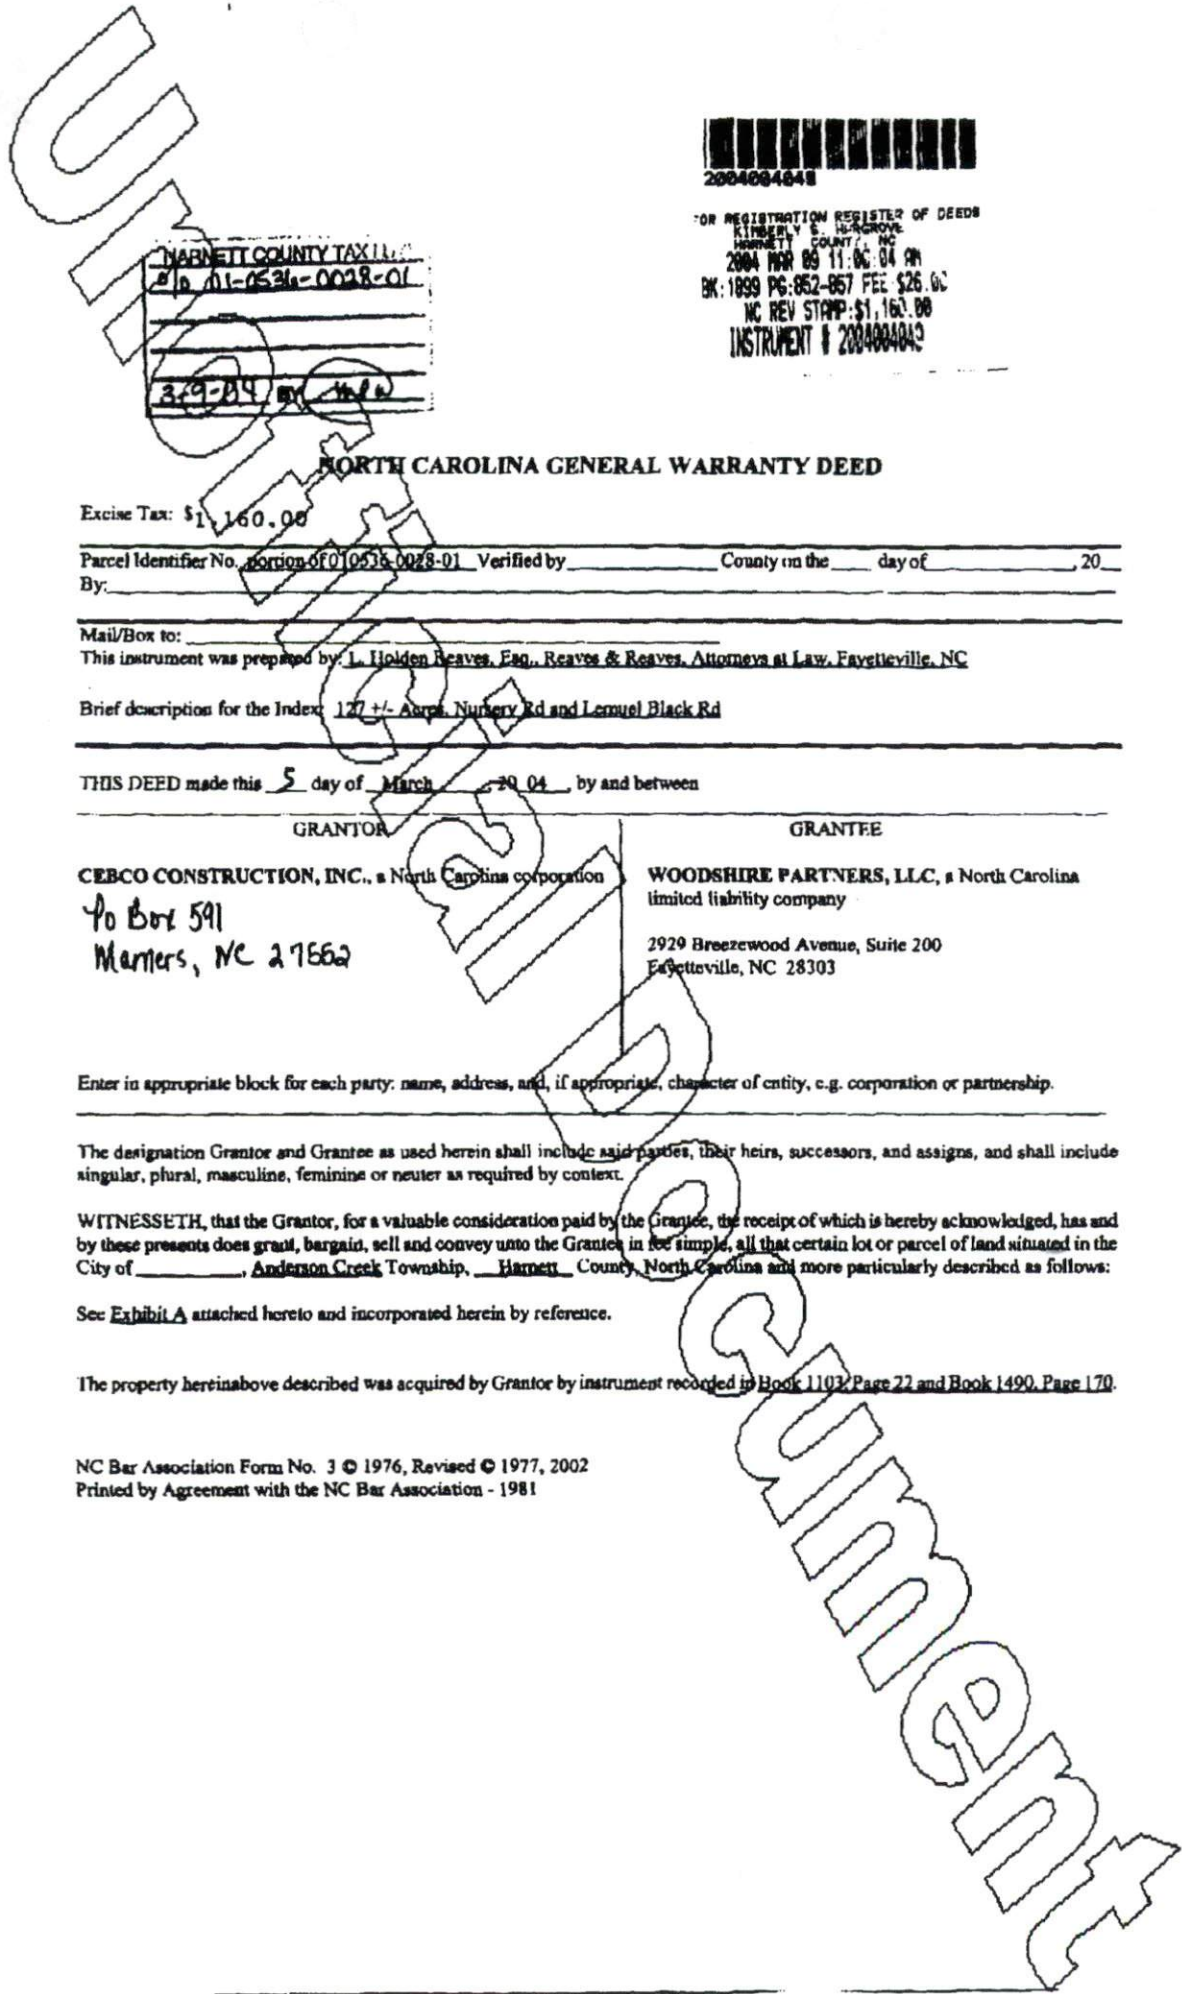 2004004048
FOR REGISTRATION REGISTER OF DEEDS
KIMBERLY S. HARGROVE
HARNETT COUNTY, NC
2004 MAR 09 11:06:04 AM
BK:1899 PG:852-857 FEE:$26.00
NC REV STAMP:$1,160.00
INSTRUMENT # 2004004048
HARNETT COUNTY TAX I
01-0536-0028-01
3-9-04 BY
NORTH CAROLINA GENERAL WARRANTY DEED
Excise Tax: $1,160.00
Parcel Identifier No. portion of 010536-0028-01 Verified by ________ County on the ____ day of ________, 20__
By:
Mail/Box to:
This instrument was prepared by: L. Holden Reaves, Esq., Reaves & Reaves, Attorneys at Law, Fayetteville, NC
Brief description for the Index: 127 +/- Acres, Nursery Rd and Lemuel Black Rd
THIS DEED made this 5 day of March, 20 04, by and between
GRANTOR GRANTEE
CEBCO CONSTRUCTION, INC., a North Carolina corporation
Po Box 591
Mamers, NC 27552
WOODSHIRE PARTNERS, LLC, a North Carolina
limited liability company
2929 Breezewood Avenue, Suite 200
Fayetteville, NC 28303
Enter in appropriate block for each party: name, address, and, if appropriate, character of entity, e.g. corporation or partnership.
The designation Grantor and Grantee as used herein shall include said parties, their heirs, successors, and assigns, and shall include
singular, plural, masculine, feminine or neuter as required by context.
WITNESSETH, that the Grantor, for a valuable consideration paid by the Grantee, the receipt of which is hereby acknowledged, has and
by these presents does grant, bargain, sell and convey unto the Grantee in fee simple, all that certain lot or parcel of land situated in the
City of ________, Anderson Creek Township, Harnett County, North Carolina and more particularly described as follows:
See Exhibit A attached hereto and incorporated herein by reference.
The property hereinabove described was acquired by Grantor by instrument recorded in Book 1103, Page 22 and Book 1490, Page 170.
NC Bar Association Form No. 3 © 1976, Revised © 1977, 2002
Printed by Agreement with the NC Bar Association - 1981
Unofficial Document